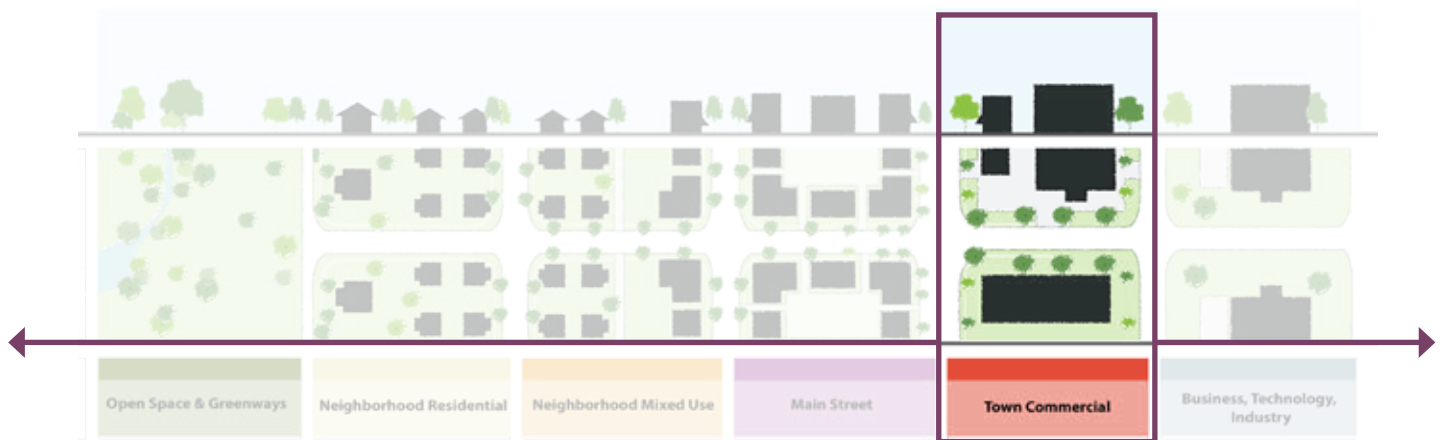 Open Space & Greenways
Neighborhood Residential
Neighborhood Mixed Use
Main Street
Town Commercial
Business, Technology,
Industry